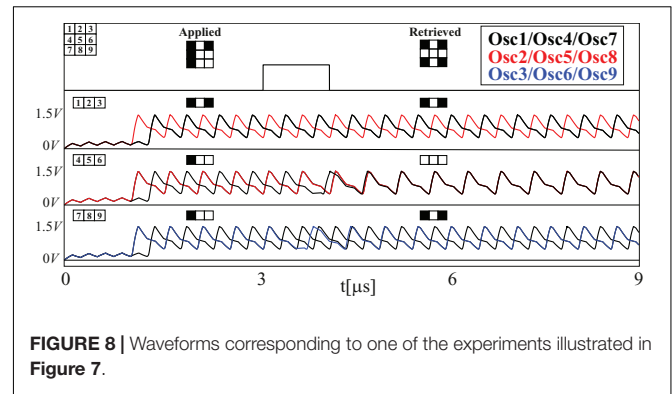 1 2 3
4 5 6
7 8 9
Applied
Retrieved
Osc1/Osc4/Osc7
Osc2/Osc5/Osc8
Osc3/Osc6/Osc9
1 2 3
1.5V
0V
4 5 6
1.5V
0V
7 8 9
1.5V
0V
0
3
6
9
t[μs]
FIGURE 8 | Waveforms corresponding to one of the experiments illustrated in
Figure 7.